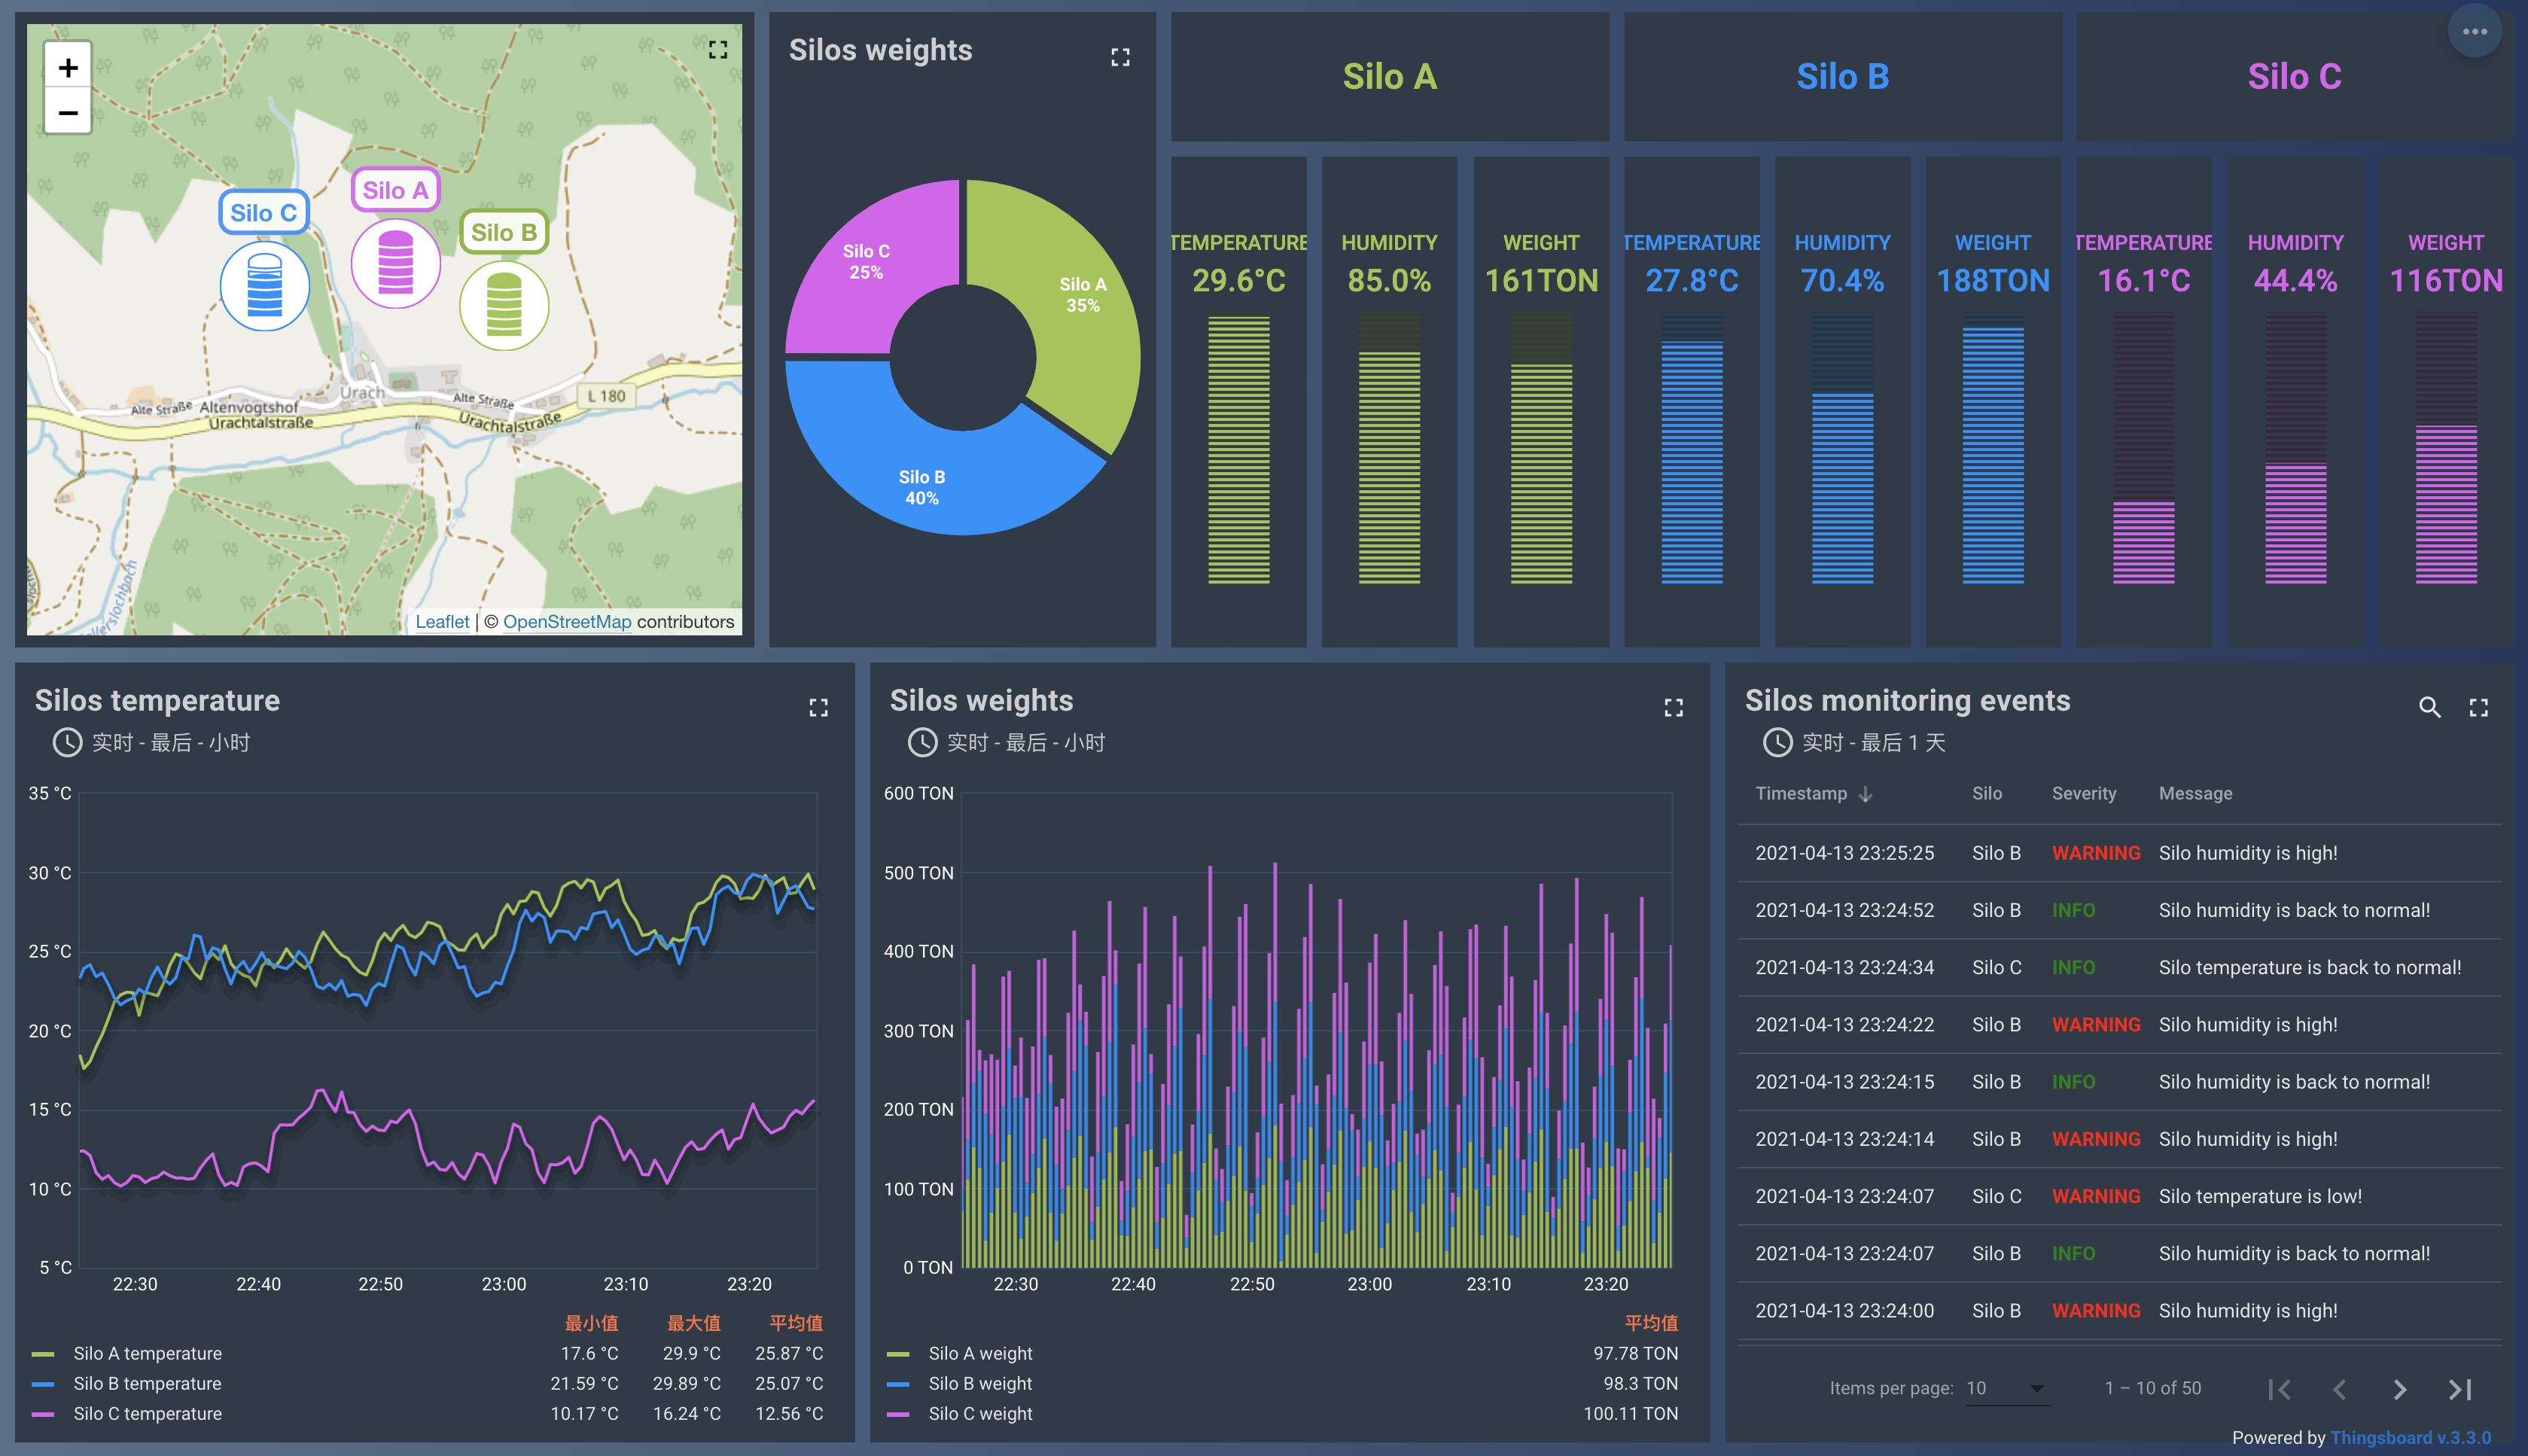 +
−
Silo C
Silo A
Silo B
Urach
Alte Straße
Altenvogtshof
Urachtalstraße
Alte Straße
Urachtalstraße
L 180
Leaflet | © OpenStreetMap contributors
Silos weights
Silo C
25%
Silo A
35%
Silo B
40%
Silo A
TEMPERATURE
29.6°C
HUMIDITY
85.0%
WEIGHT
161TON
Silo B
TEMPERATURE
27.8°C
HUMIDITY
70.4%
WEIGHT
188TON
Silo C
TEMPERATURE
16.1°C
HUMIDITY
44.4%
WEIGHT
116TON
Silos temperature
实时 - 最后 - 小时
35 °C
30 °C
25 °C
20 °C
15 °C
10 °C
5 °C
22:30 22:40 22:50 23:00 23:10 23:20
最小值 最大值 平均值
Silo A temperature 17.6 °C 29.9 °C 25.87 °C
Silo B temperature 21.59 °C 29.89 °C 25.07 °C
Silo C temperature 10.17 °C 16.24 °C 12.56 °C
Silos weights
实时 - 最后 - 小时
600 TON
500 TON
400 TON
300 TON
200 TON
100 TON
0 TON
22:30 22:40 22:50 23:00 23:10 23:20
平均值
Silo A weight 97.78 TON
Silo B weight 98.3 TON
Silo C weight 100.11 TON
Silos monitoring events
实时 - 最后 1 天
Timestamp Silo Severity Message
2021-04-13 23:25:25 Silo B WARNING Silo humidity is high!
2021-04-13 23:24:52 Silo B INFO Silo humidity is back to normal!
2021-04-13 23:24:34 Silo C INFO Silo temperature is back to normal!
2021-04-13 23:24:22 Silo B WARNING Silo humidity is high!
2021-04-13 23:24:15 Silo B INFO Silo humidity is back to normal!
2021-04-13 23:24:14 Silo B WARNING Silo humidity is high!
2021-04-13 23:24:07 Silo C WARNING Silo temperature is low!
2021-04-13 23:24:07 Silo B INFO Silo humidity is back to normal!
2021-04-13 23:24:00 Silo B WARNING Silo humidity is high!
Items per page: 10 1 – 10 of 50
Powered by Thingsboard v.3.3.0